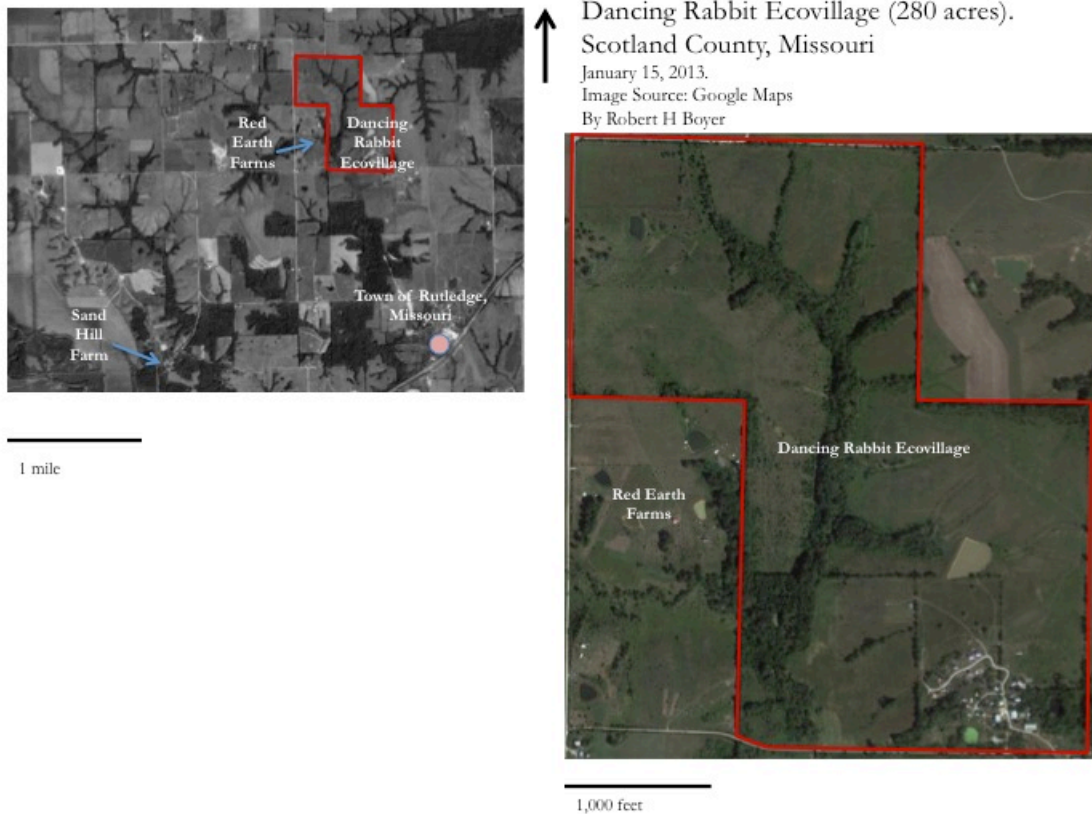 Dancing Rabbit Ecovillage (280 acres).
Scotland County, Missouri
January 15, 2013.
Image Source: Google Maps
By Robert H Boyer
Red
Earth
Farms
Dancing
Rabbit
Ecovillage
Town of Rutledge,
Missouri
Sand
Hill
Farm
1 mile
Dancing Rabbit Ecovillage
Red Earth
Farms
1,000 feet